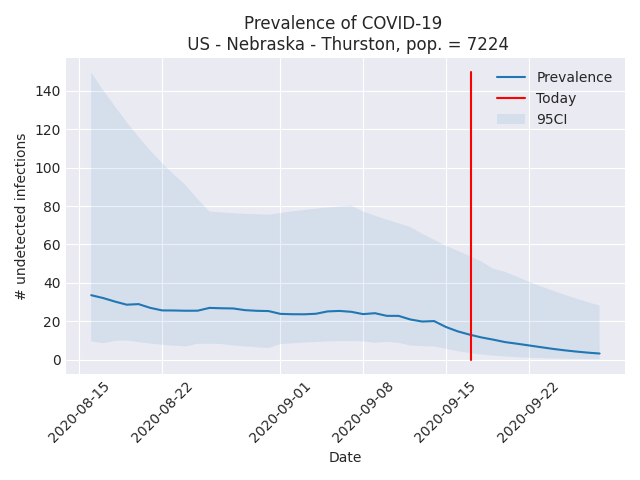 Prevalence of COVID-19
US - Nebraska - Thurston, pop. = 7224
Prevalence
Today
95CI
# undetected infections
140
120
100
80
60
40
20
0
2020-08-15
2020-08-22
2020-09-01
2020-09-08
2020-09-15
2020-09-22
Date